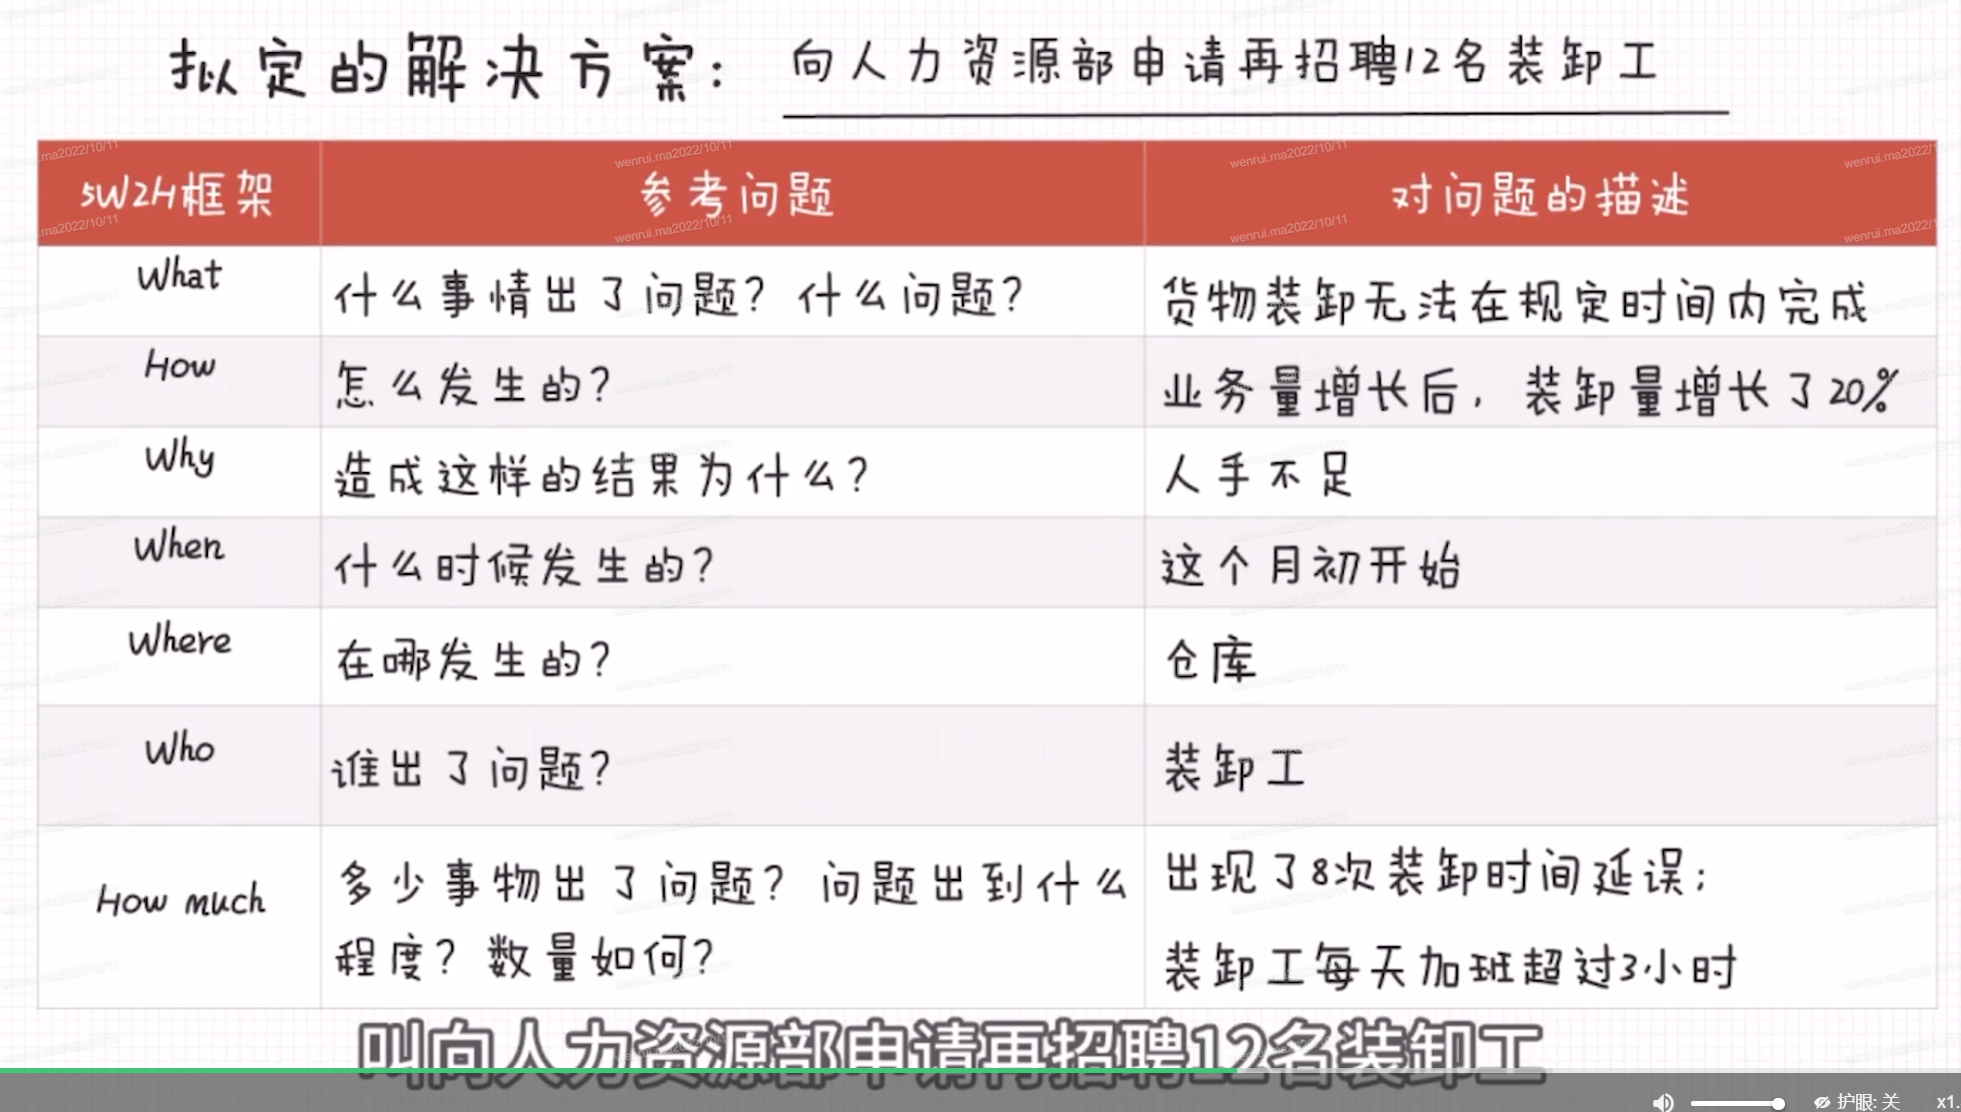 拟定的解决方案: 向人力资源部申请再招聘12名装卸工
5W2H框架 参考问题 对问题的描述
What 什么事情出了问题? 什么问题? 货物装卸无法在规定时间内完成
How 怎么发生的? 业务量增长后, 装卸量增长了20%
Why 造成这样的结果为什么? 人手不足
When 什么时候发生的? 这个月初开始
Where 在哪发生的? 仓库
Who 谁出了问题? 装卸工
How much 多少事物出了问题? 问题出到什么 出现了8次装卸时间延误;
程度? 数量如何? 装卸工每天加班超过3小时
叫向人力资源部申请再招聘12名装卸工
护眼: 关 x1.
wenrui.ma2022/10/11